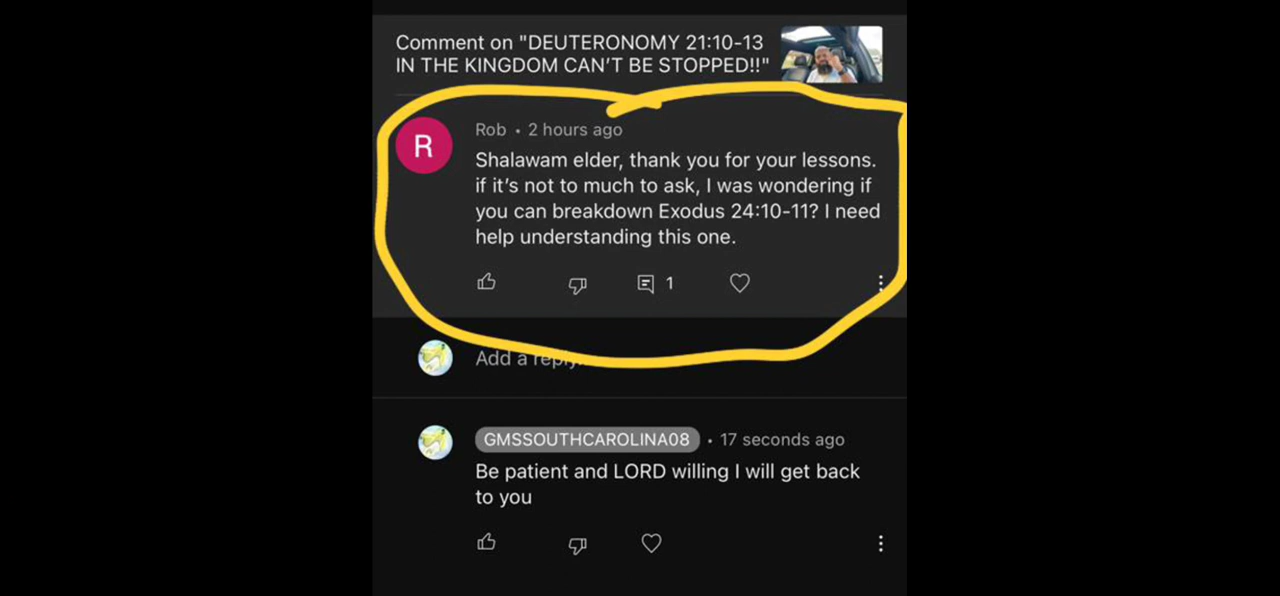 Comment on "DEUTERONOMY 21:10-13
IN THE KINGDOM CAN'T BE STOPPED!!"
R
Rob • 2 hours ago
Shalawam elder, thank you for your lessons.
if it's not to much to ask, I was wondering if
you can breakdown Exodus 24:10-11? I need
help understanding this one.
1
Add a reply...
GMSSOUTHCAROLINA08 • 17 seconds ago
Be patient and LORD willing I will get back
to you